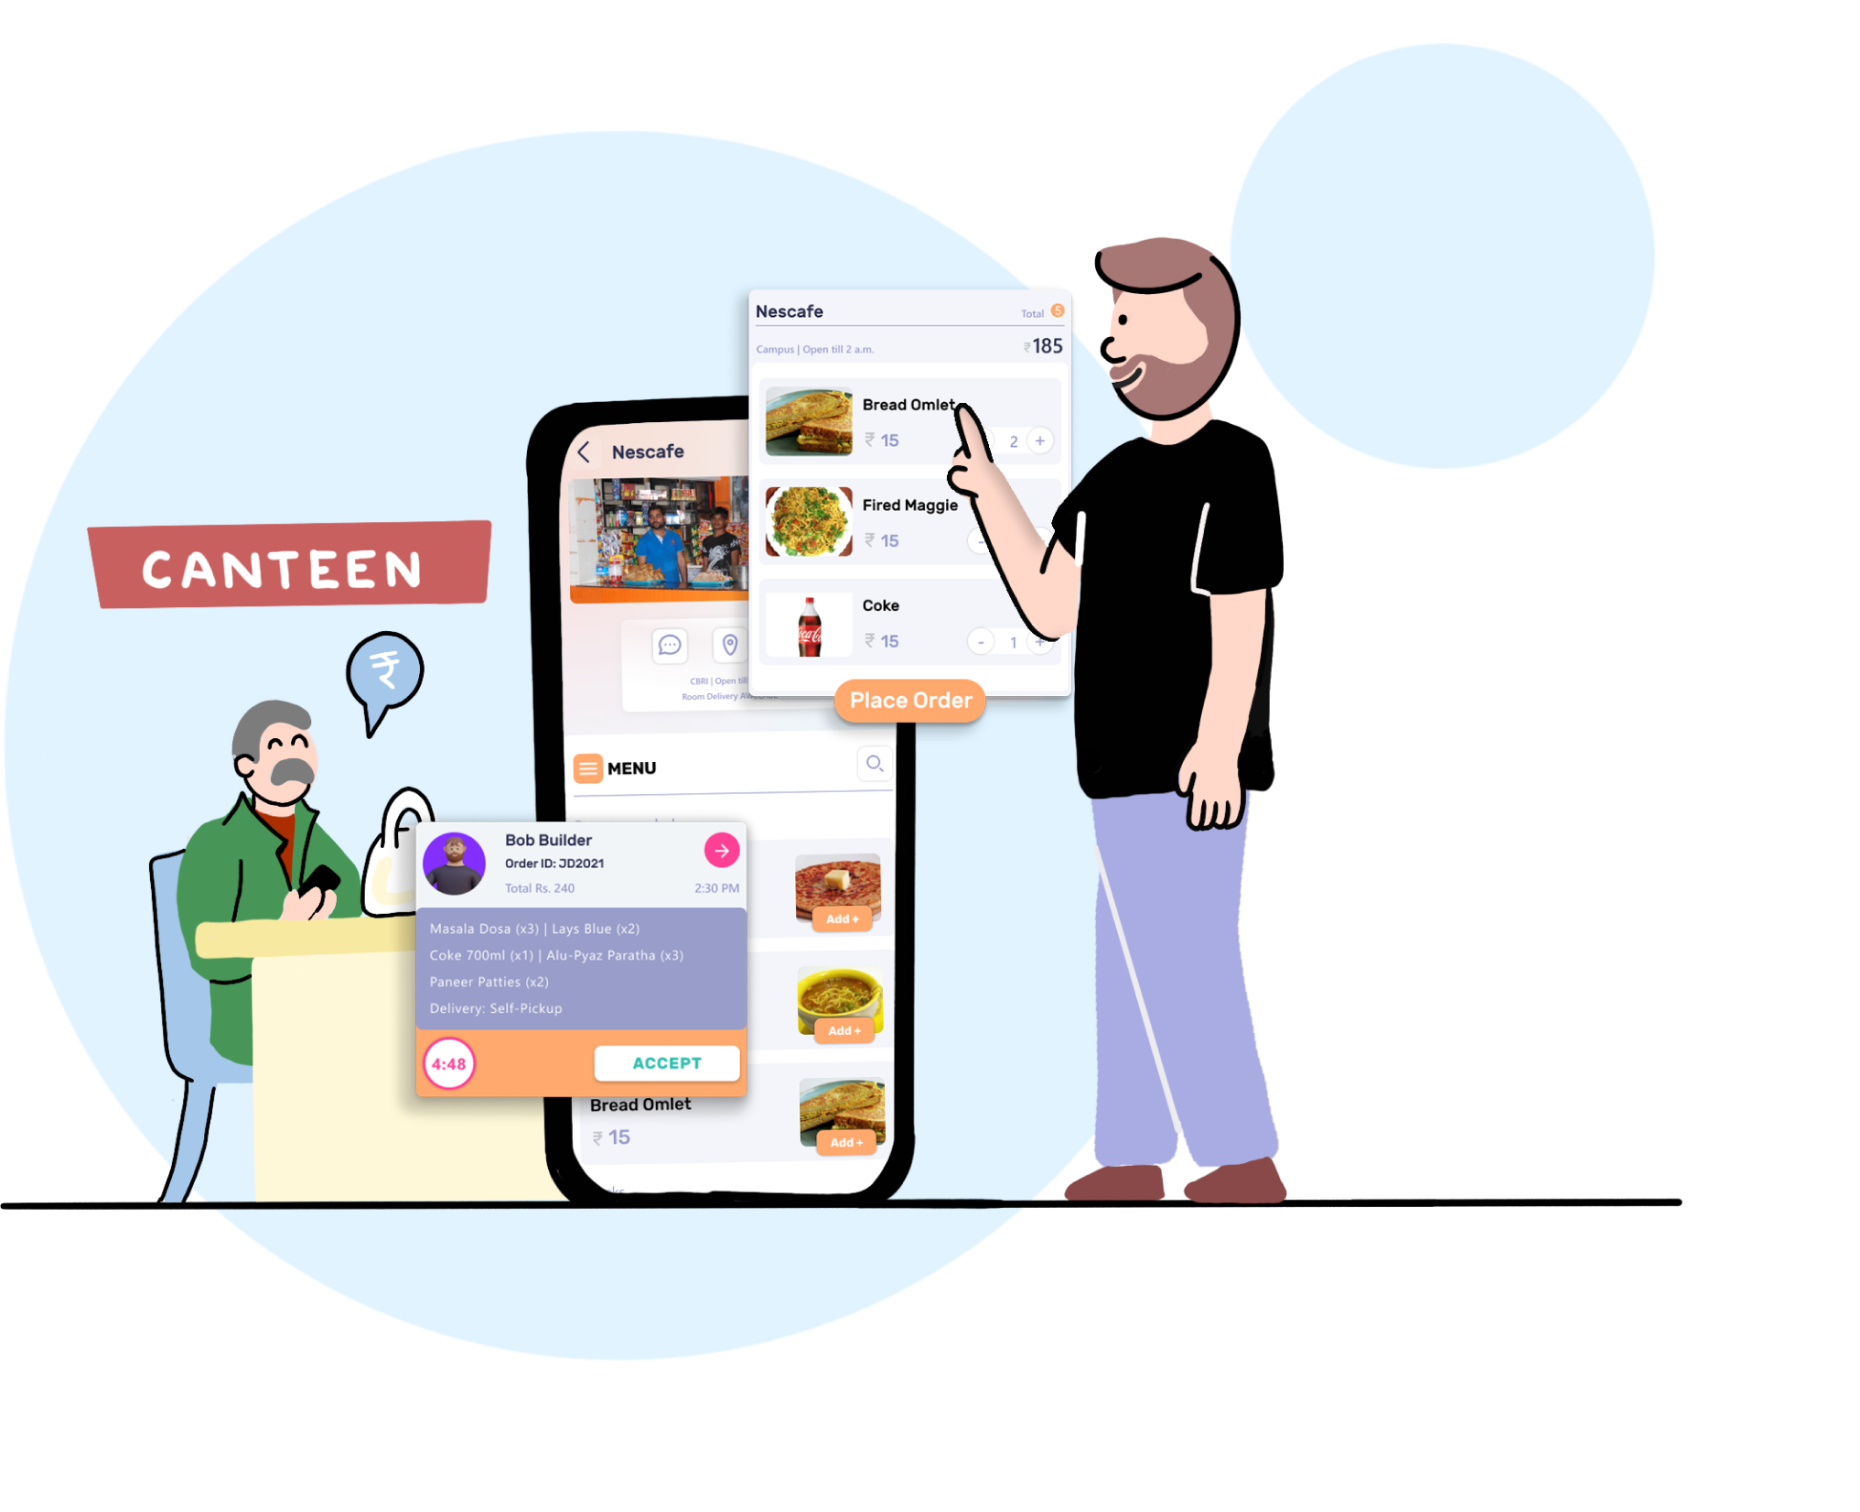 CANTEEN
₹
Nescafe
Total 5
Campus | Open till 2 a.m.
₹185
Bread Omlet
₹ 15
2 +
Fired Maggie
₹ 15
-
Coke
₹ 15
- 1 +
Place Order
Nescafe
CBRI | Open till
Room Delivery
MENU
Add +
Add +
Bread Omlet
₹ 15
Add +
Bob Builder
Order ID: JD2021
Total Rs. 240
2:30 PM
Masala Dosa (x3) | Lays Blue (x2)
Coke 700ml (x1) | Alu-Pyaz Paratha (x3)
Paneer Patties (x2)
Delivery: Self-Pickup
4:48
ACCEPT